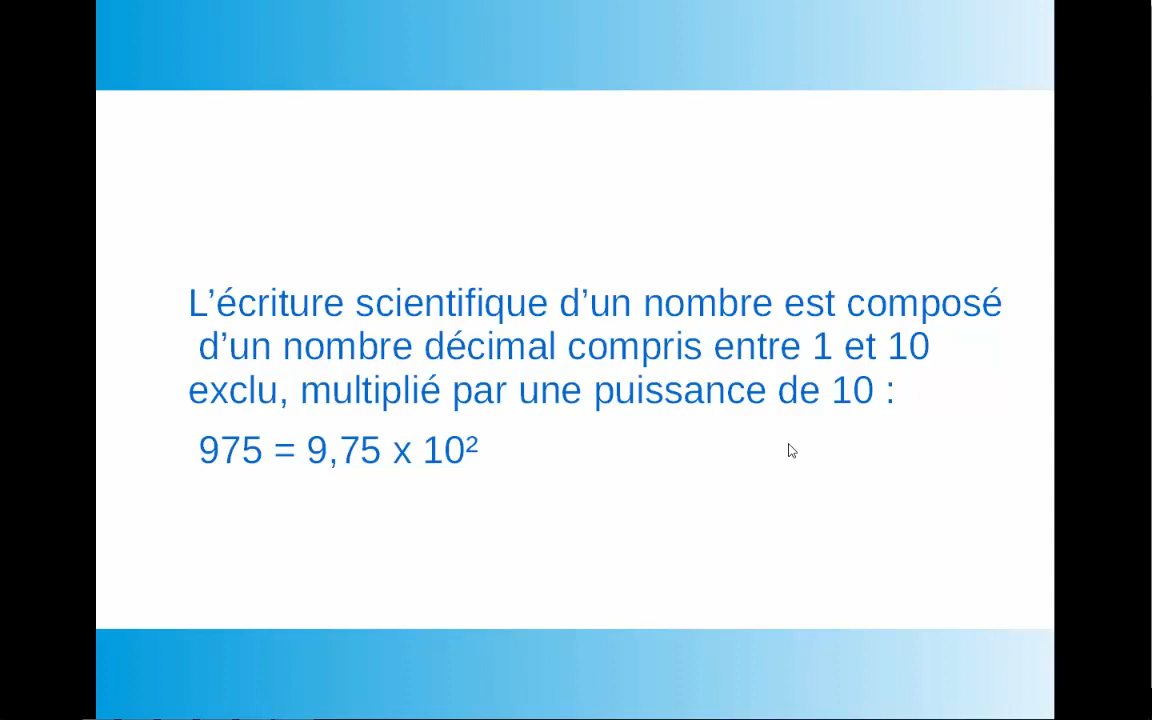 L’écriture scientifique d’un nombre est composé
d’un nombre décimal compris entre 1 et 10
exclu, multiplié par une puissance de 10 :
975 = 9,75 x 10²